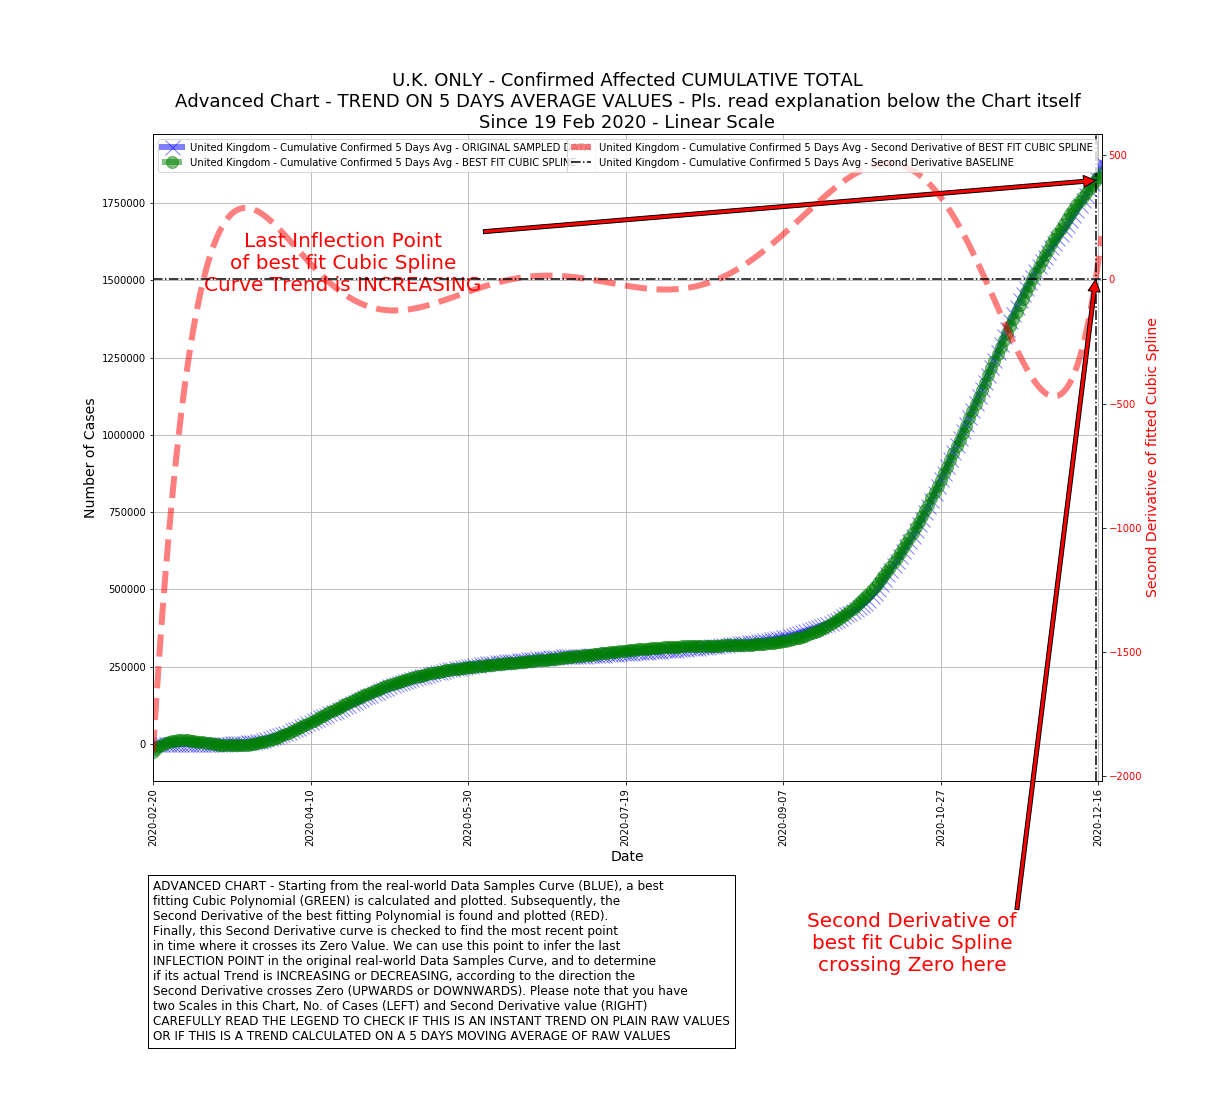 U.K. ONLY - Confirmed Affected CUMULATIVE TOTAL
Advanced Chart - TREND ON 5 DAYS AVERAGE VALUES - Pls. read explanation below the Chart itself
Since 19 Feb 2020 - Linear Scale
United Kingdom - Cumulative Confirmed 5 Days Avg - ORIGINAL SAMPLED
United Kingdom - Cumulative Confirmed 5 Days Avg - BEST FIT CUBIC SPLINE
United Kingdom - Cumulative Confirmed 5 Days Avg - Second Derivative of BEST FIT CUBIC SPLINE
United Kingdom - Cumulative Confirmed 5 Days Avg - Second Derivative BASELINE
Last Inflection Point
of best fit Cubic Spline
Curve Trend is INCREASING
Number of Cases
1750000
1500000
1250000
1000000
750000
500000
250000
0
500
0
−500
−1000
−1500
−2000
Second Derivative of fitted Cubic Spline
2020-02-20
2020-04-10
2020-05-30
2020-07-19
2020-09-07
2020-10-27
2020-12-16
Date
Second Derivative of
best fit Cubic Spline
crossing Zero here
ADVANCED CHART - Starting from the real-world Data Samples Curve (BLUE), a best
fitting Cubic Polynomial (GREEN) is calculated and plotted. Subsequently, the
Second Derivative of the best fitting Polynomial is found and plotted (RED).
Finally, this Second Derivative curve is checked to find the most recent point
in time where it crosses its Zero Value. We can use this point to infer the last
INFLECTION POINT in the original real-world Data Samples Curve, and to determine
if its actual Trend is INCREASING or DECREASING, according to the direction the
Second Derivative crosses Zero (UPWARDS or DOWNWARDS). Please note that you have
two Scales in this Chart, No. of Cases (LEFT) and Second Derivative value (RIGHT)
CAREFULLY READ THE LEGEND TO CHECK IF THIS IS AN INSTANT TREND ON PLAIN RAW VALUES
OR IF THIS IS A TREND CALCULATED ON A 5 DAYS MOVING AVERAGE OF RAW VALUES